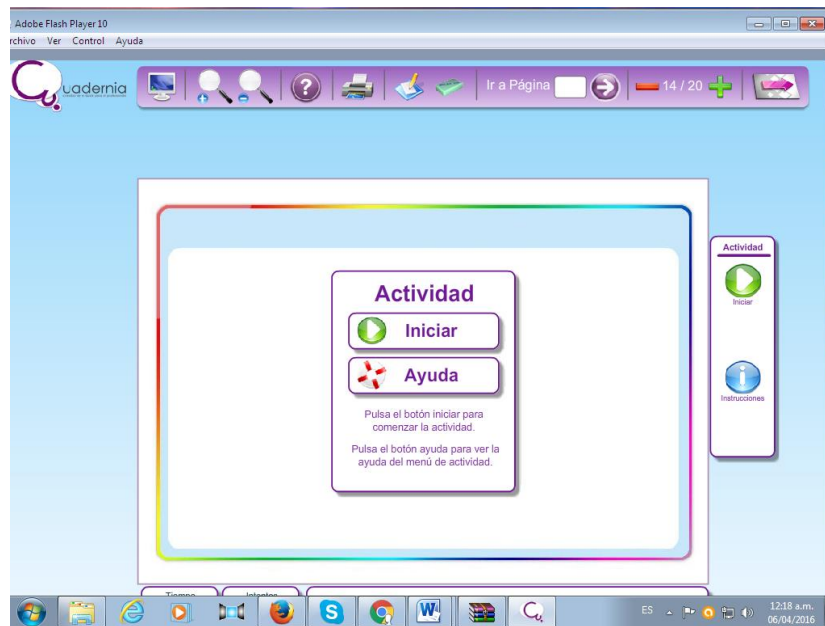 Adobe Flash Player 10
rchivo Ver Control Ayuda
Cuadernia
Ir a Página
14 / 20
Actividad
Iniciar
Instrucciones
Actividad
Iniciar
Ayuda
Pulsa el botón iniciar para
comenzar la actividad.
Pulsa el botón ayuda para ver la
ayuda del menú de actividad.
Tiempo Intentos
ES
12:18 a.m.
06/04/2016